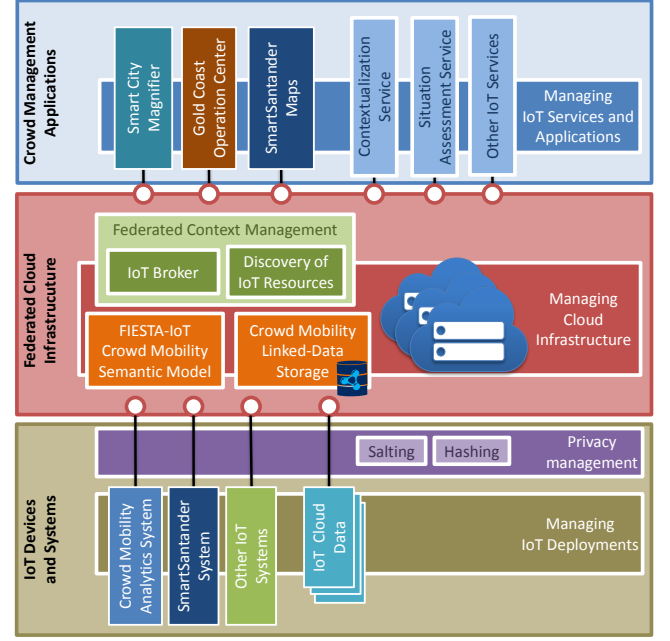 Crowd Management
Applications
Smart City
Magnifier
Gold Coast
Operation Center
SmartSantander
Maps
Contextualization
Service
Situation
Assessment Service
Other IoT Services
Managing
IoT Services and
Applications
Federated Cloud
Infrastrucuture
Federated Context Management
IoT Broker
Discovery of
IoT Resources
FIESTA-IoT
Crowd Mobility
Semantic Model
Crowd Mobility
Linked-Data
Storage
Managing
Cloud
Infrastructure
IoT Devices
and Systems
Salting
Hashing
Privacy
management
Crowd Mobility
Analytics System
SmartSantander
System
Other IoT
Systems
IoT Cloud
Data
Managing
IoT Deployments